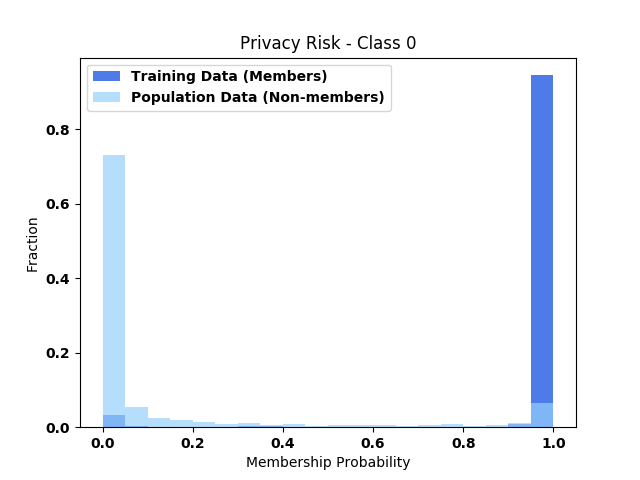 Privacy Risk - Class 0
Training Data (Members)
Population Data (Non-members)
Fraction
0.8
0.6
0.4
0.2
0.0
0.0 0.2 0.4 0.6 0.8 1.0
Membership Probability